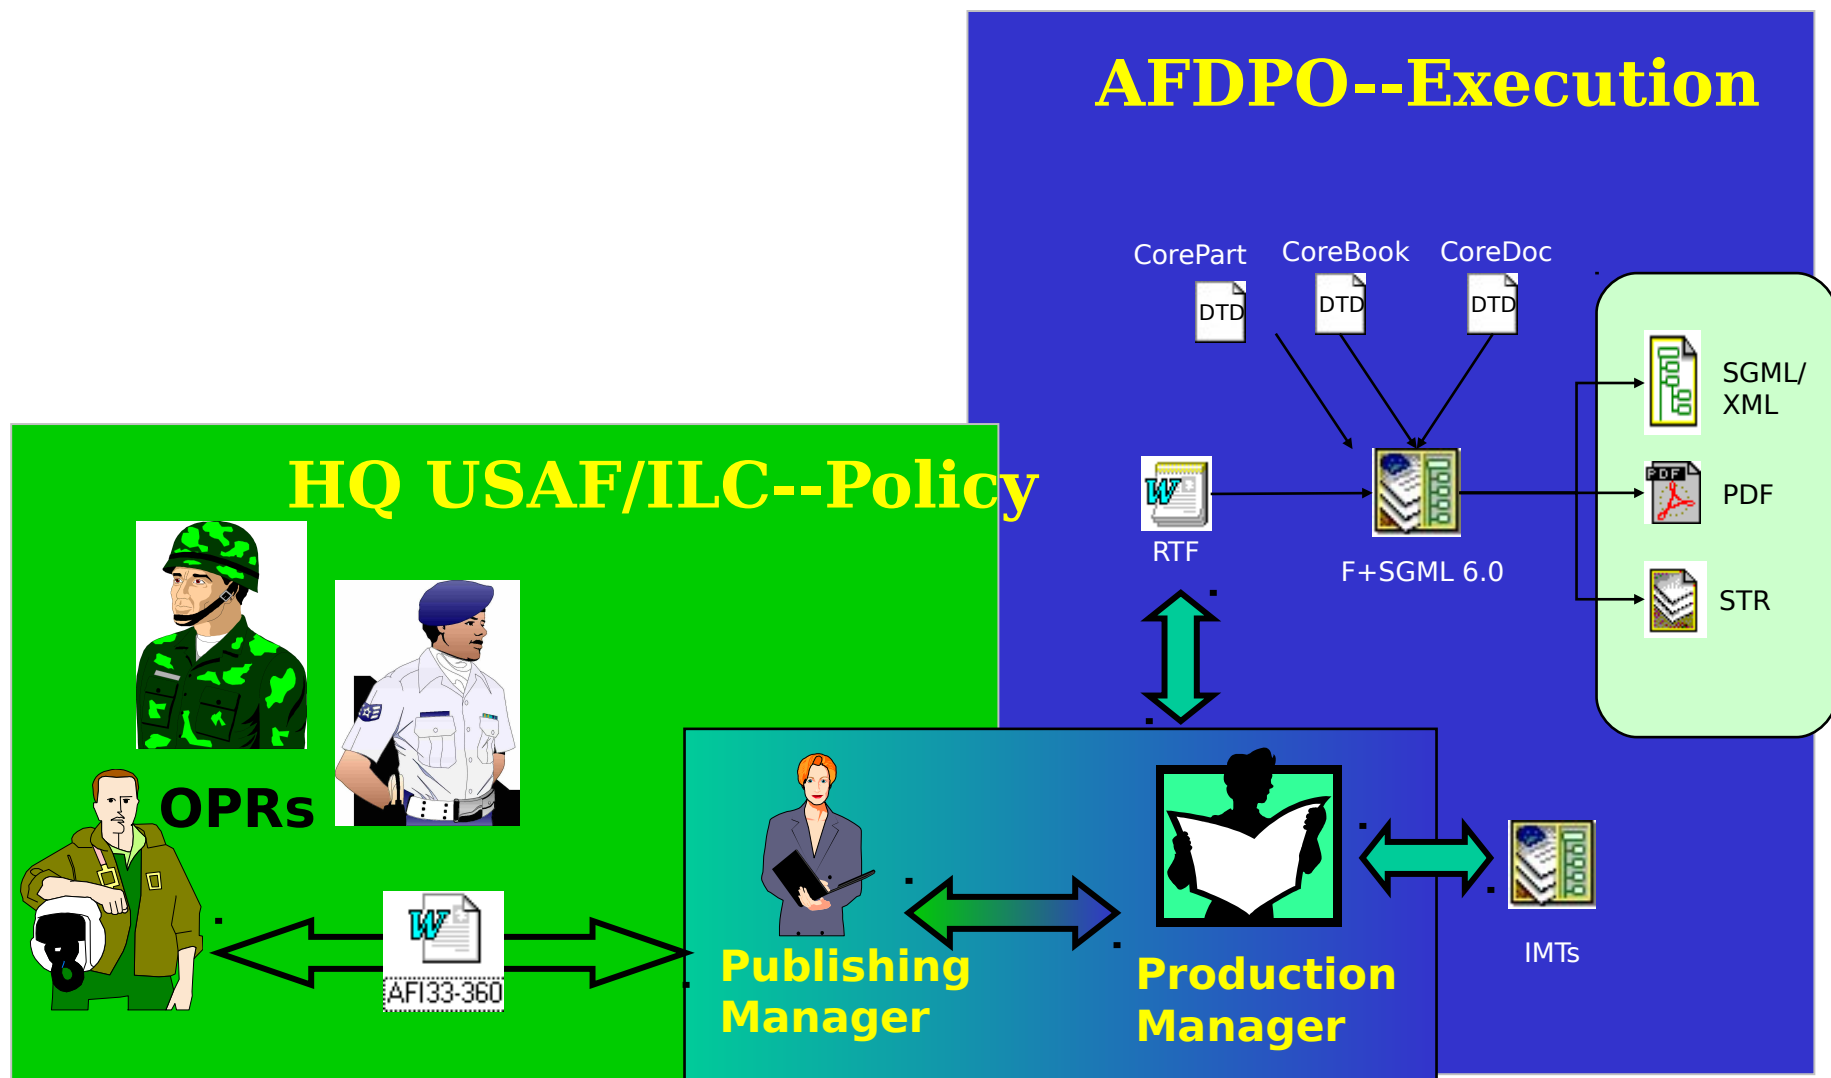 AFDPO--Execution
CorePart
CoreBook
CoreDoc
DTD
DTD
DTD
SGML/
XML
PDF
PDF
STR
W
RTF
F+SGML 6.0
HQ USAF/ILC--Policy
OPRs
W
AFI33-360
Publishing
Manager
Production
Manager
IMTs